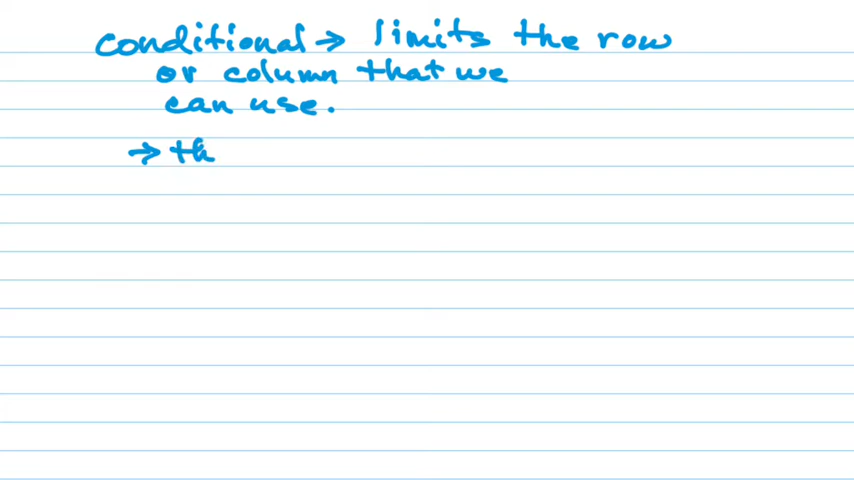 conditional → limits the row
or column that we
can use.
→ th